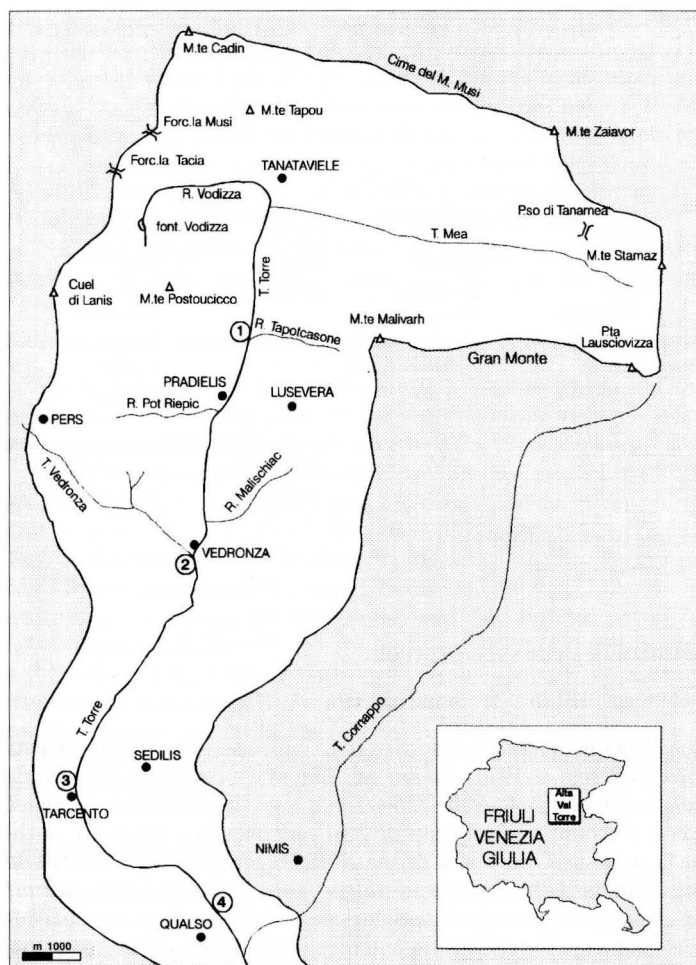 M.te Cadin
Cime del M. Musi
M.te Tapou
Forc.la Musi
M.te Zaiavor
Forc.la Tacia
TANATAVIELE
R. Vodizza
P.so di Tanamea
font. Vodizza
T. Mea
M.te Stamaz
T. Torre
Cuel
di Lanis
M.te Postoucicco
M.te Malivarh
1
R. Tapotcasone
Pta
Lausciovizza
Gran Monte
PRADIELIS
LUSEVERA
R. Pot Riepic
PERS
T. Vedronza
R. Malischiac
VEDRONZA
2
T. Cornappo
T. Torre
SEDILIS
3
TARCENTO
Alta
Val
Torre
FRIULI
VENEZIA
GIULIA
NIMIS
4
QUALSO
m 1000